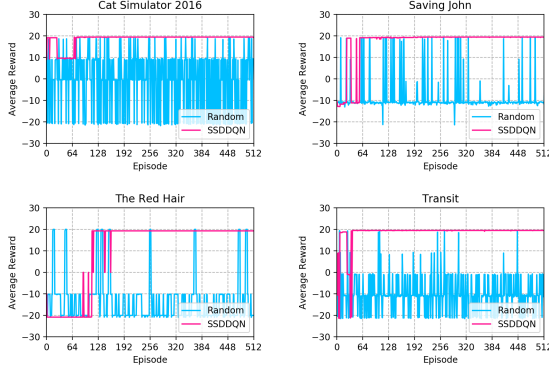 Cat Simulator 2016
30
20
10
0
−10
−20
−30
Average Reward
0 64 128 192 256 320 384 448 512
Episode
Random
SSDDQN
Saving John
30
20
10
0
−10
−20
−30
Average Reward
0 64 128 192 256 320 384 448 512
Episode
Random
SSDDQN
The Red Hair
30
20
10
0
−10
−20
−30
Average Reward
0 64 128 192 256 320 384 448 512
Episode
Random
SSDDQN
Transit
30
20
10
0
−10
−20
−30
Average Reward
0 64 128 192 256 320 384 448 512
Episode
Random
SSDDQN